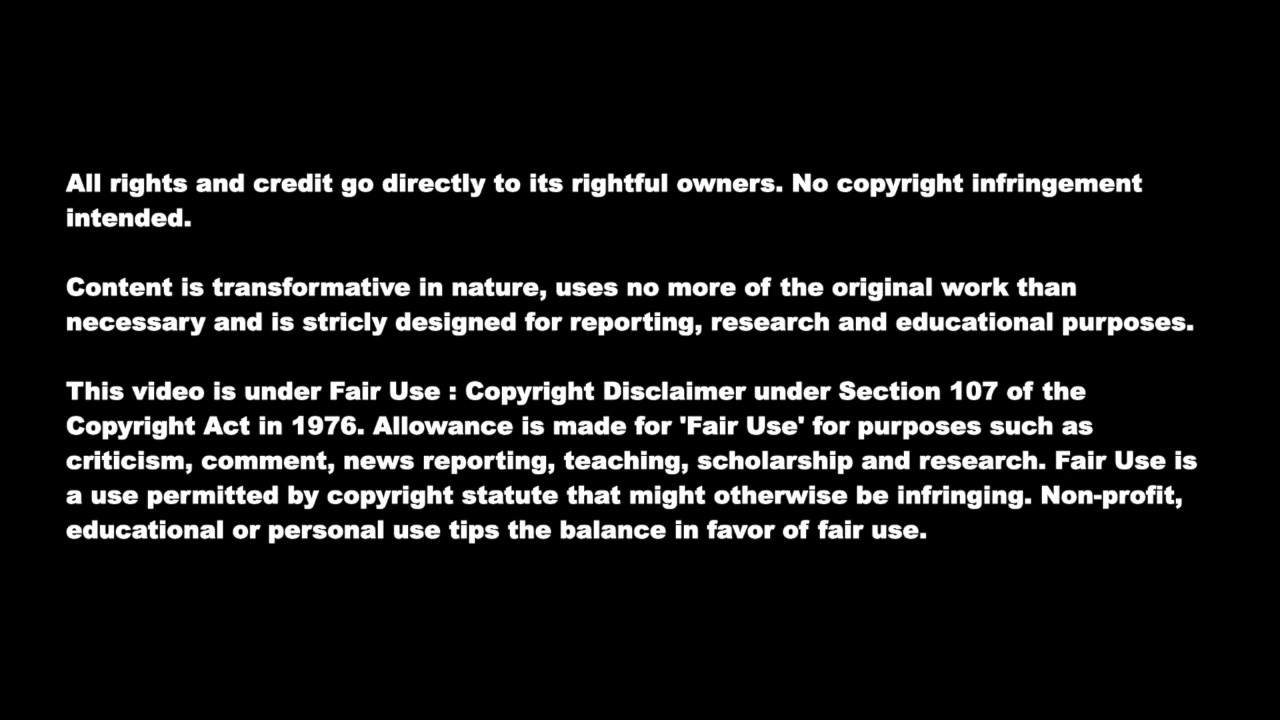 All rights and credit go directly to its rightful owners. No copyright infringement
intended.
Content is transformative in nature, uses no more of the original work than
necessary and is stricly designed for reporting, research and educational purposes.
This video is under Fair Use : Copyright Disclaimer under Section 107 of the
Copyright Act in 1976. Allowance is made for 'Fair Use' for purposes such as
criticism, comment, news reporting, teaching, scholarship and research. Fair Use is
a use permitted by copyright statute that might otherwise be infringing. Non-profit,
educational or personal use tips the balance in favor of fair use.